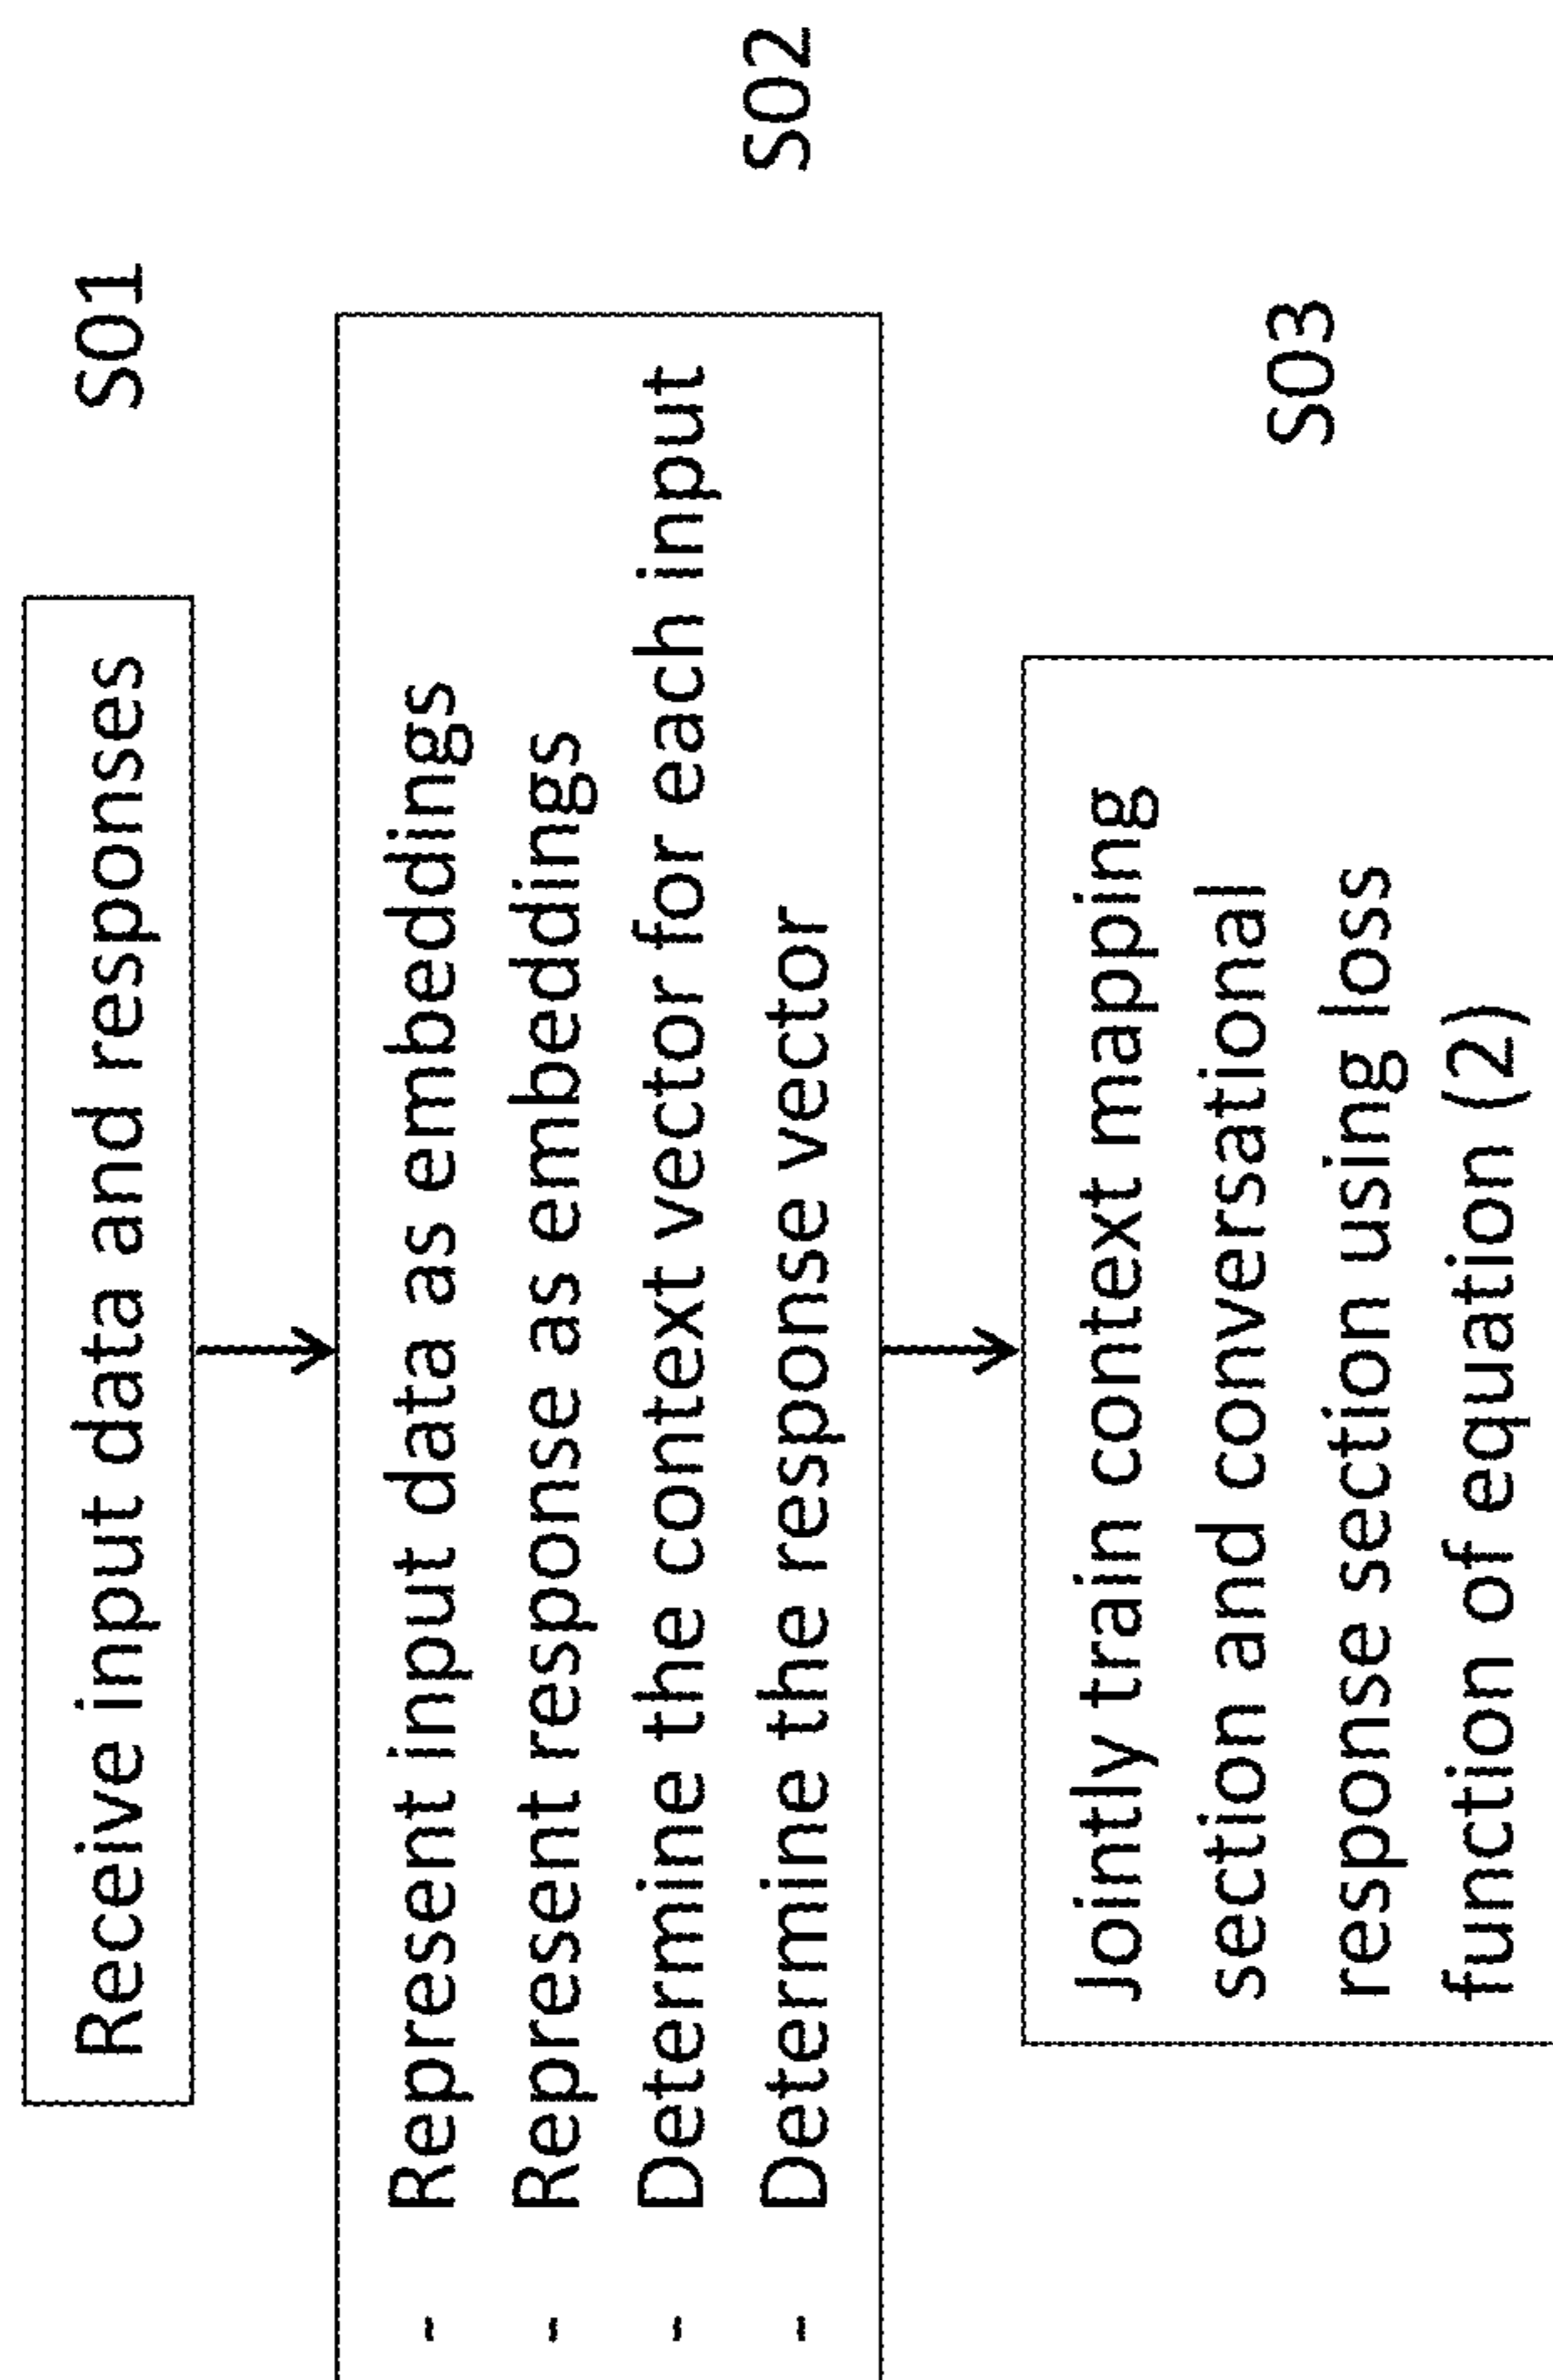 Receive input data and responses
S01
- Represent input data as embeddings
- Represent response as embeddings
- Determine the context vector for each input
- Determine the response vector
S02
Jointly train context mapping
section and conversational
response section using loss
function of equation (2)
S03